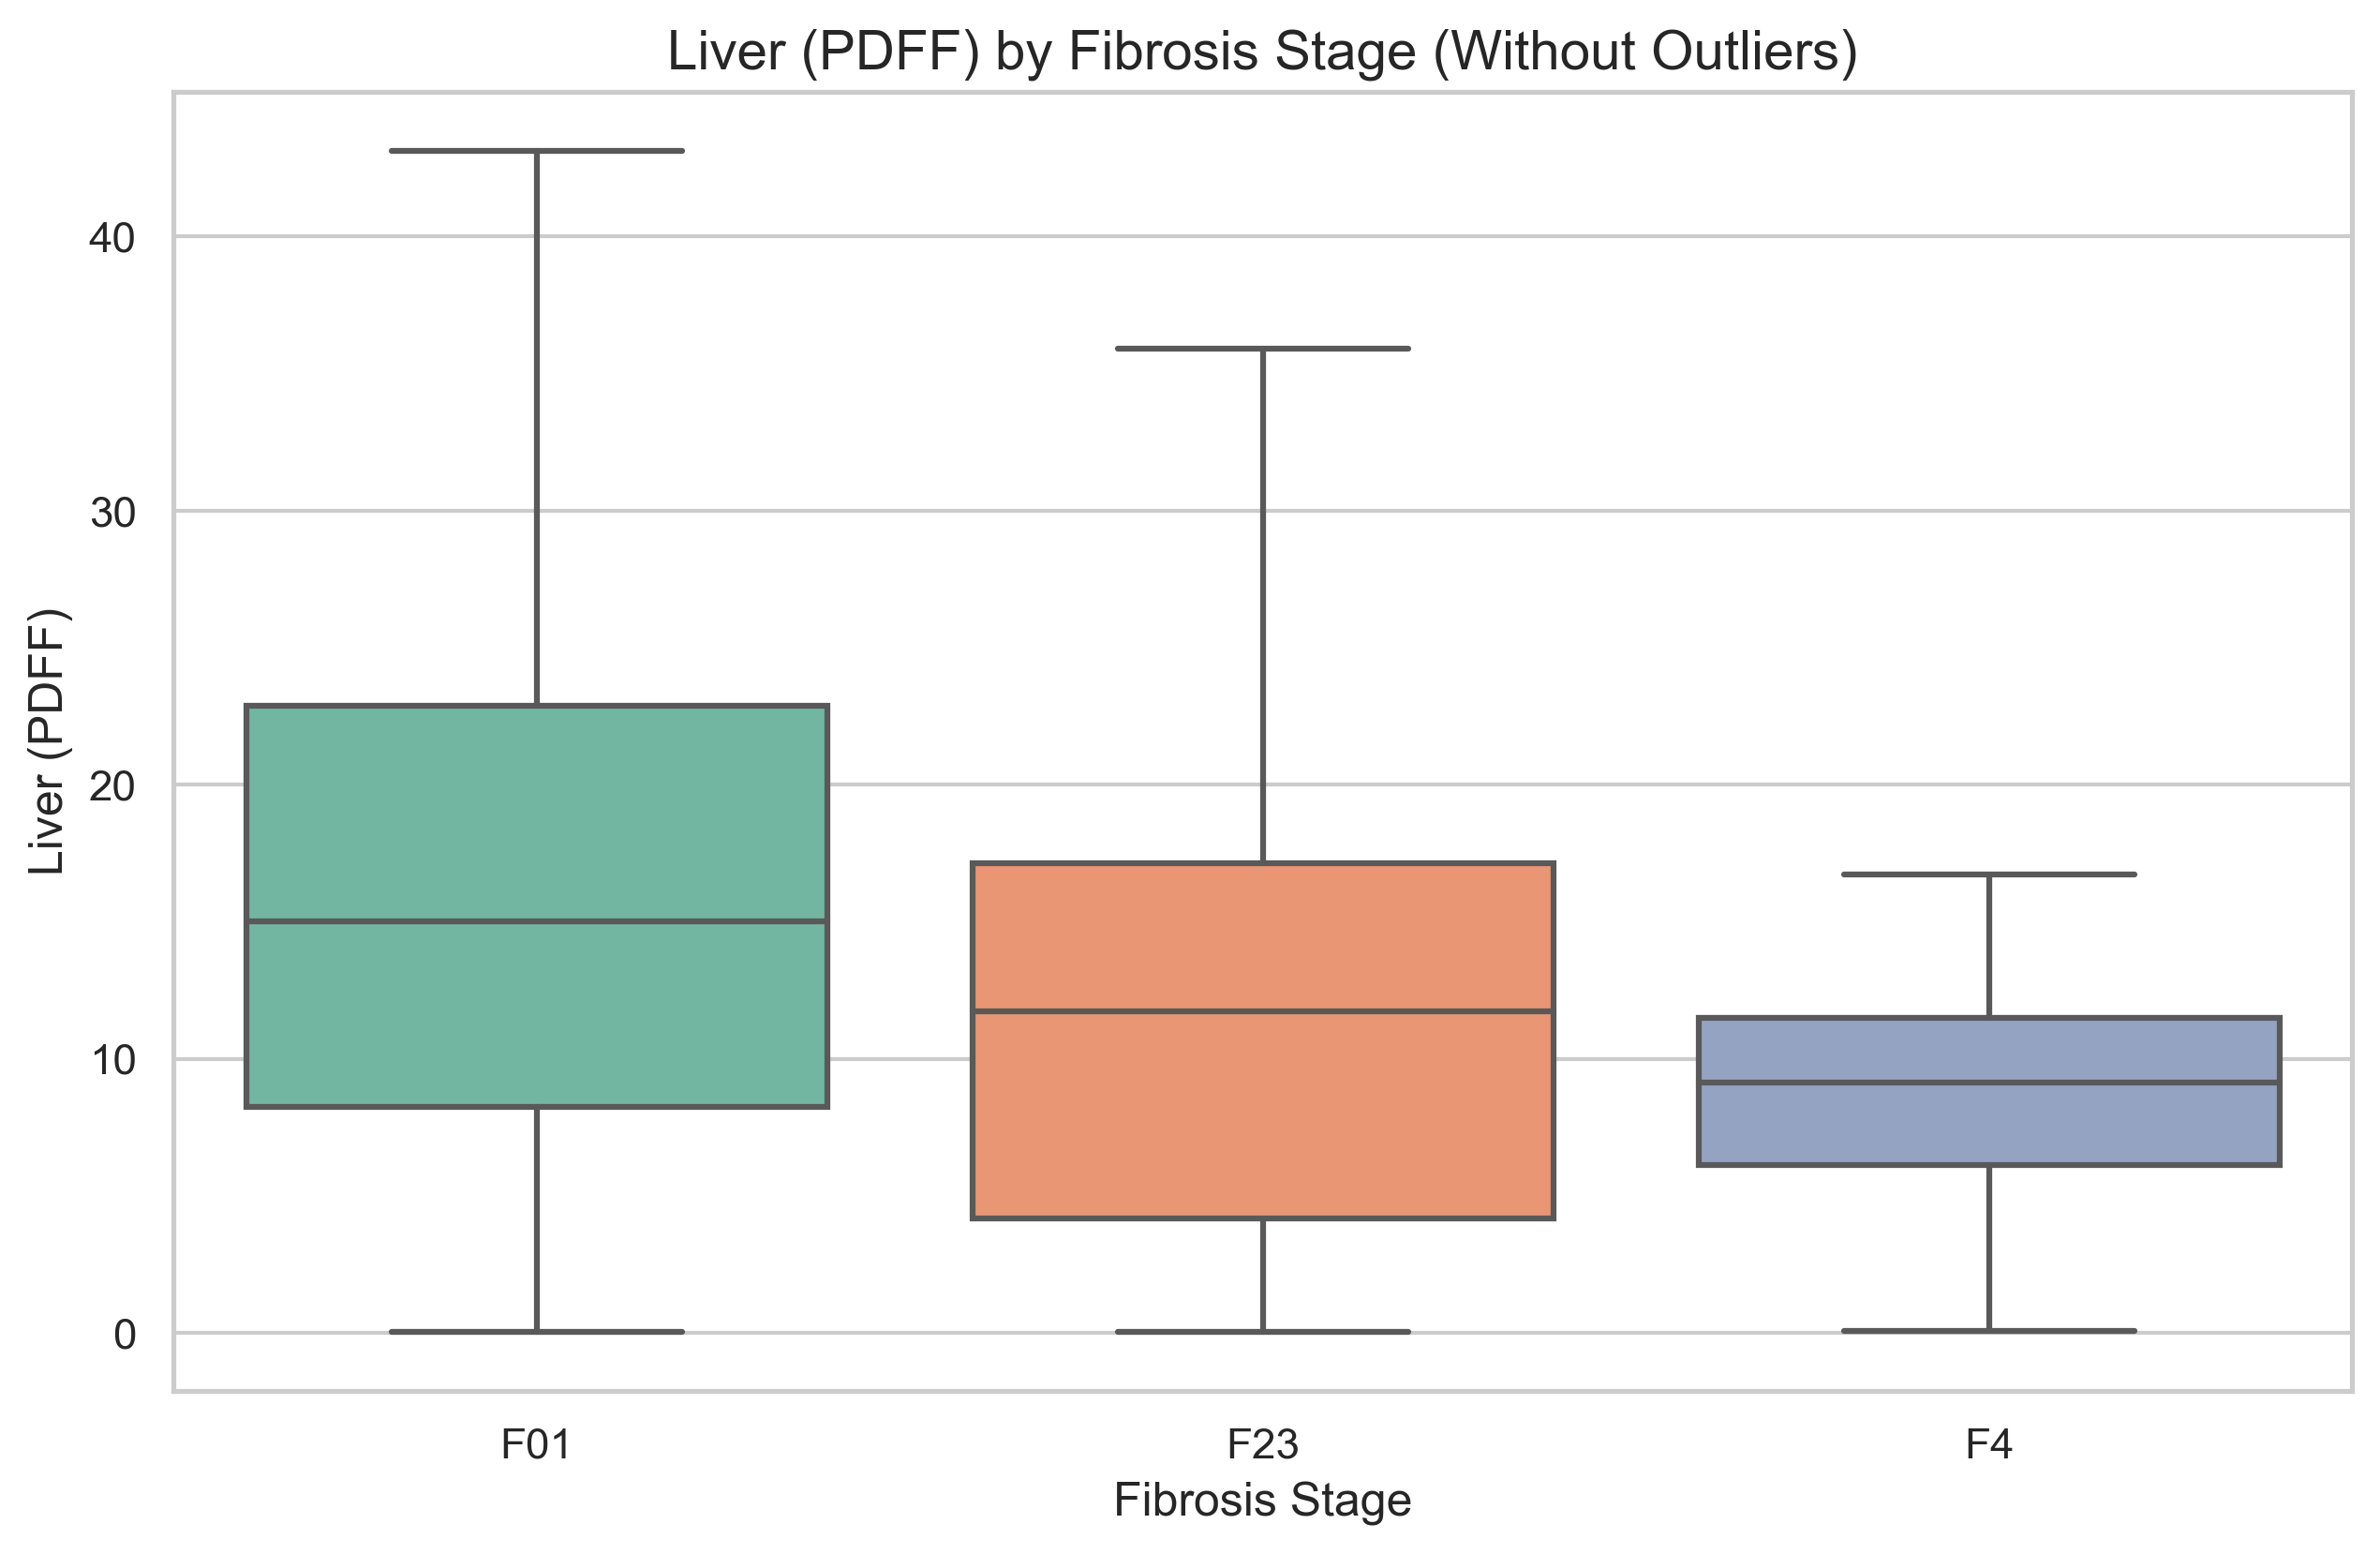 Liver (PDFF) by Fibrosis Stage (Without Outliers)
Liver (PDFF)
40
30
20
10
0
F01
F23
F4
Fibrosis Stage